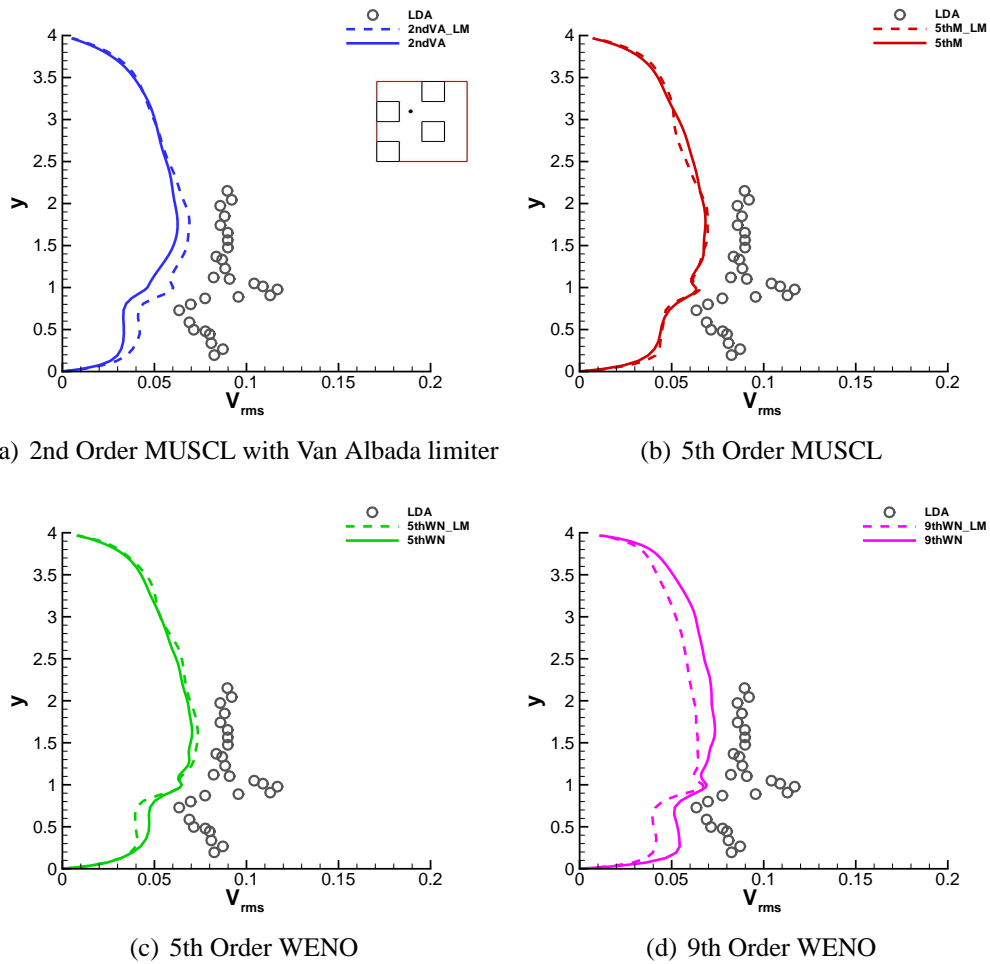 LDA
2ndVA_LM
2ndVA
4
3.5
3
2.5
2
1.5
1
0.5
0
y
0
0.05
0.1
0.15
0.2
Vrms
a) 2nd Order MUSCL with Van Albada limiter
LDA
5thM_LM
5thM
4
3.5
3
2.5
2
1.5
1
0.5
0
y
0
0.05
0.1
0.15
0.2
Vrms
(b) 5th Order MUSCL
LDA
5thWN_LM
5thWN
4
3.5
3
2.5
2
1.5
1
0.5
0
y
0
0.05
0.1
0.15
0.2
Vrms
(c) 5th Order WENO
LDA
9thWN_LM
9thWN
4
3.5
3
2.5
2
1.5
1
0.5
0
y
0
0.05
0.1
0.15
0.2
Vrms
(d) 9th Order WENO